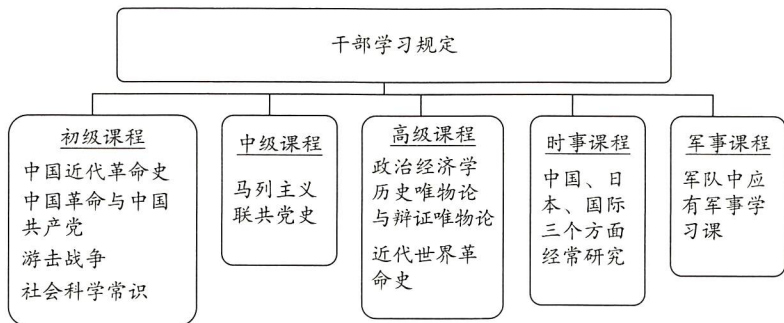 干部学习规定
初级课程
中国近代革命史
中国革命与中国
共产党
游击战争
社会科学常识
中级课程
马列主义
联共党史
高级课程
政治经济学
历史唯物论
与辩证唯物论
近代世界革
命史
时事课程
中国、日
本、国际
三个方面
经常研究
军事课程
军队中应
有军事学
习课